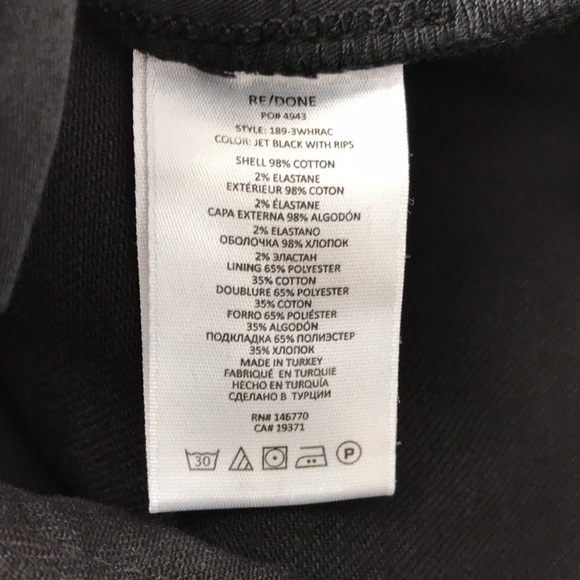 RE/DONE
PO# 4943
STYLE: 189-3WHRAC
COLOR: JET BLACK WITH RIPS
SHELL 98% COTTON
2% ELASTANE
EXTÉRIEUR 98% COTON
2% ÉLASTANE
CAPA EXTERNA 98% ALGODÓN
2% ELASTANO
ОБОЛОЧКА 98% ХЛОПОК
2% ЭЛАСТАН
LINING 65% POLYESTER
35% COTTON
DOUBLURE 65% POLYESTER
35% COTON
FORRO 65% POLIÉSTER
35% ALGODÓN
ПОДКЛАДКА 65% ПОЛИЭСТЕР
35% ХЛОПОК
MADE IN TURKEY
FABRIQUÉ EN TURQUIE
HECHO EN TURQUÍA
СДЕЛАНО В ТУРЦИИ
RN# 146770
CA# 19371
30 P